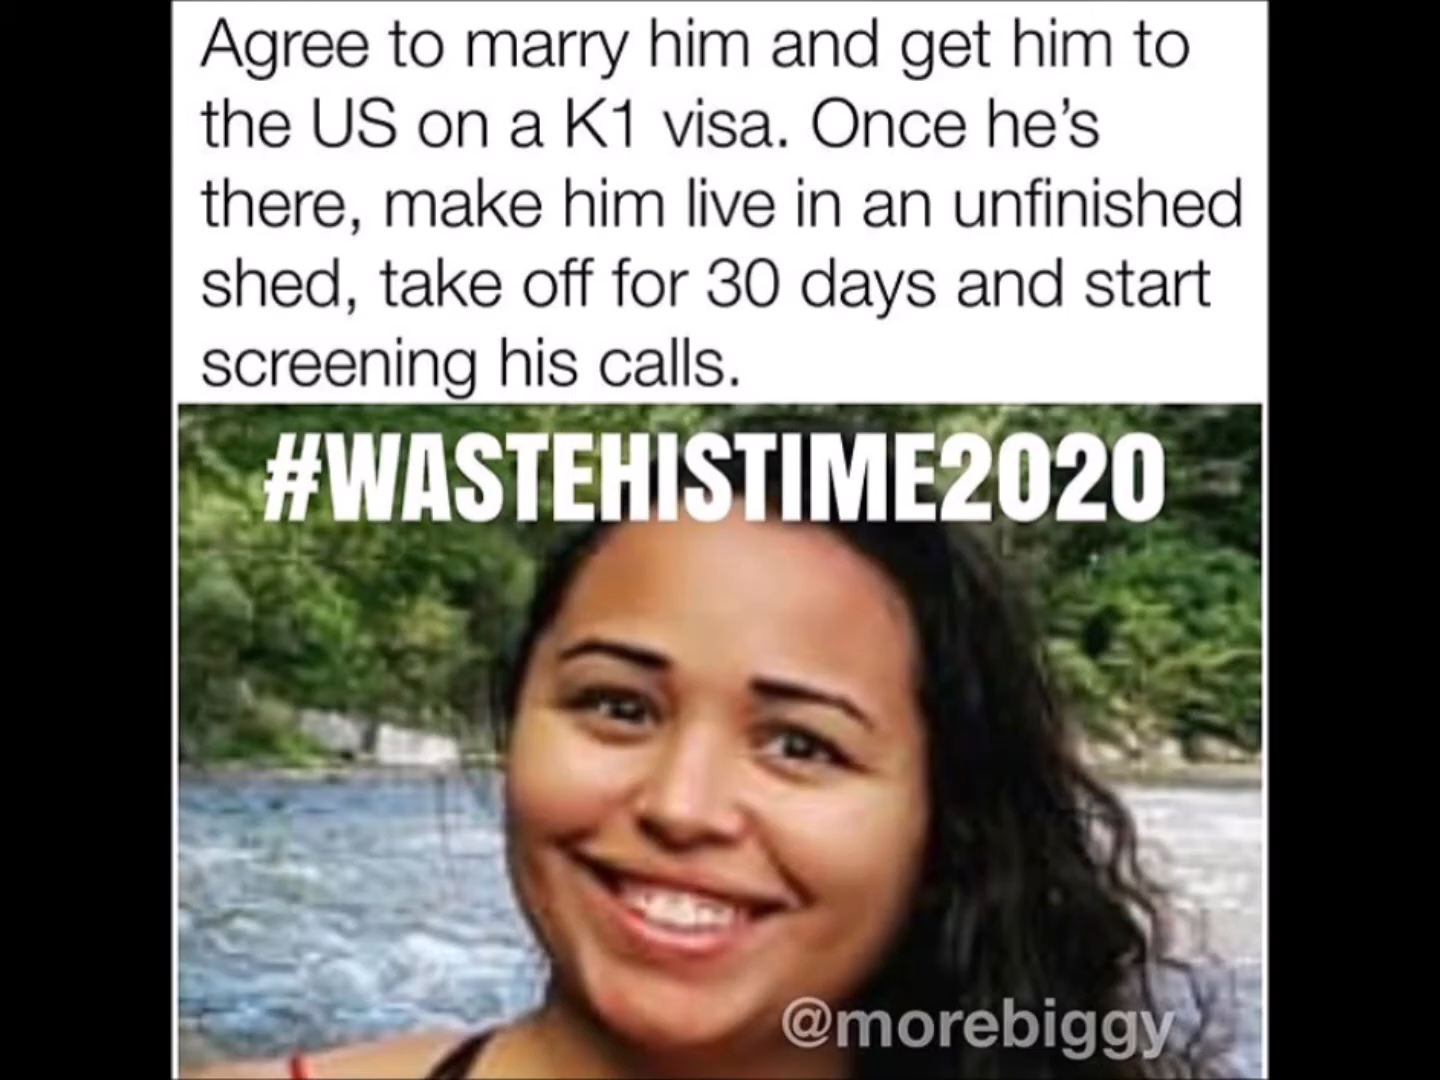 Agree to marry him and get him to
the US on a K1 visa. Once he’s
there, make him live in an unfinished
shed, take off for 30 days and start
screening his calls.
#WASTEHISTIME2020
@morebiggy